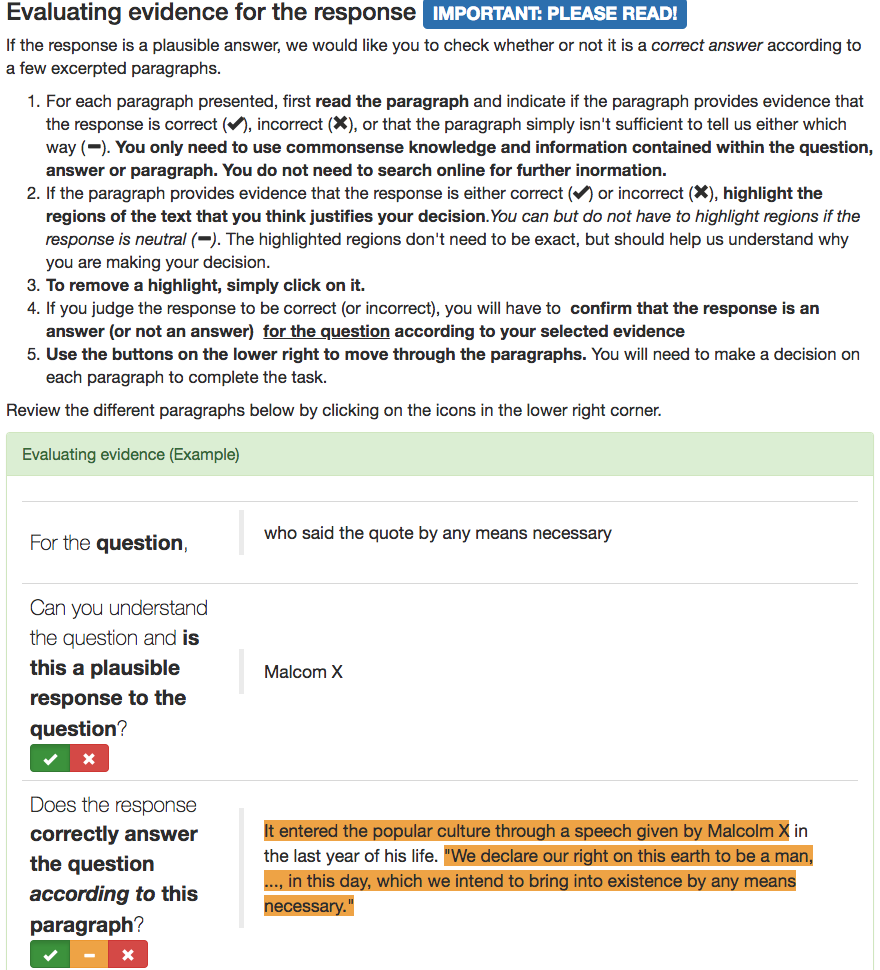 Evaluating evidence for the response IMPORTANT: PLEASE READ!
If the response is a plausible answer, we would like you to check whether or not it is a correct answer according to
a few excerpted paragraphs.
1. For each paragraph presented, first read the paragraph and indicate if the paragraph provides evidence that
the response is correct (✔), incorrect (✖), or that the paragraph simply isn't sufficient to tell us either which
way (━). You only need to use commonsense knowledge and information contained within the question,
answer or paragraph. You do not need to search online for further inormation.
2. If the paragraph provides evidence that the response is either correct (✔) or incorrect (✖), highlight the
regions of the text that you think justifies your decision.You can but do not have to highlight regions if the
response is neutral (━). The highlighted regions don't need to be exact, but should help us understand why
you are making your decision.
3. To remove a highlight, simply click on it.
4. If you judge the response to be correct (or incorrect), you will have to confirm that the response is an
answer (or not an answer) for the question according to your selected evidence
5. Use the buttons on the lower right to move through the paragraphs. You will need to make a decision on
each paragraph to complete the task.
Review the different paragraphs below by clicking on the icons in the lower right corner.
Evaluating evidence (Example)
For the question,
who said the quote by any means necessary
Can you understand
the question and is
this a plausible
response to the
question?
Malcom X
Does the response
correctly answer
the question
according to this
paragraph?
It entered the popular culture through a speech given by Malcolm X in
the last year of his life. "We declare our right on this earth to be a man,
..., in this day, which we intend to bring into existence by any means
necessary."